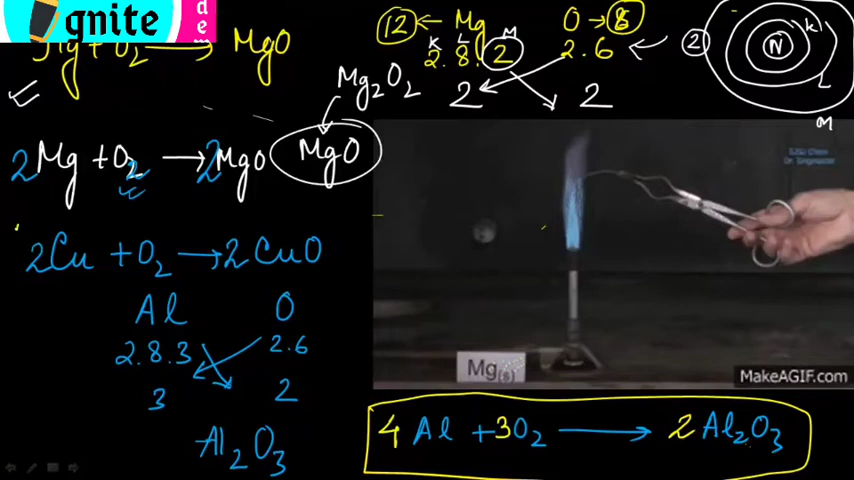 gnite
dem
Mg + O2 → MgO
12 ← Mg
O → 8
K L M
2.8.2
2.6
2
2 2
Mg2O2
N
K
L
M
2Mg + O2 → 2MgO
MgO
2
2Cu + O2 → 2CuO
Al O
2.8.3 2.6
3 2
Al2O3
Mg(s)
MakeAGIF.com
4Al + 3O2 → 2Al2O3